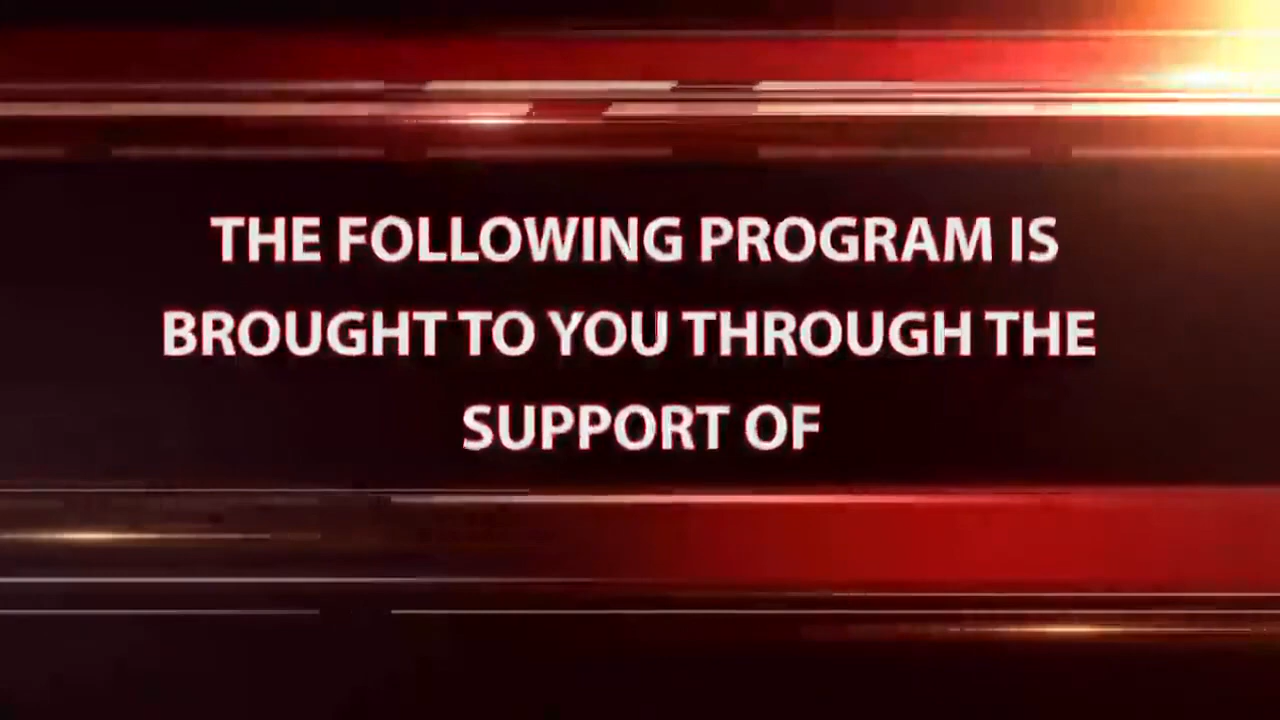 THE FOLLOWING PROGRAM IS
BROUGHT TO YOU THROUGH THE
SUPPORT OF